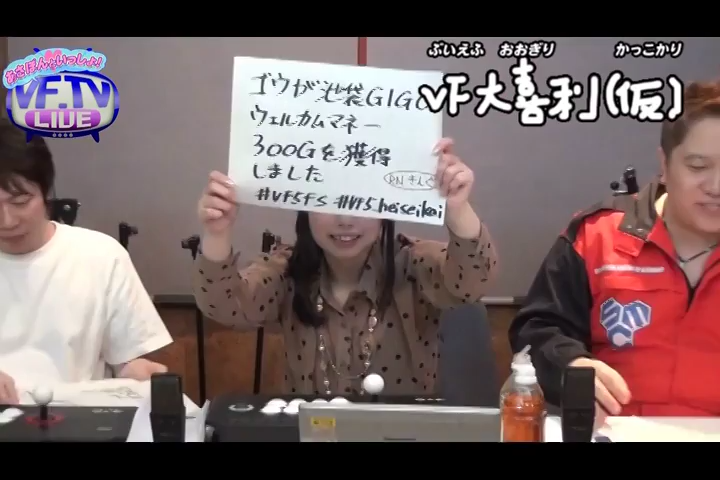 あさぽんといっしょ!
VF.TV
LIVE
ぶいえふ おおぎり かっこかり
VF大喜利(仮)
ゴウが池袋GIGO
ウェルカムマネー
300Gを獲得
しました
#VF5FS #VF5_heiseikai